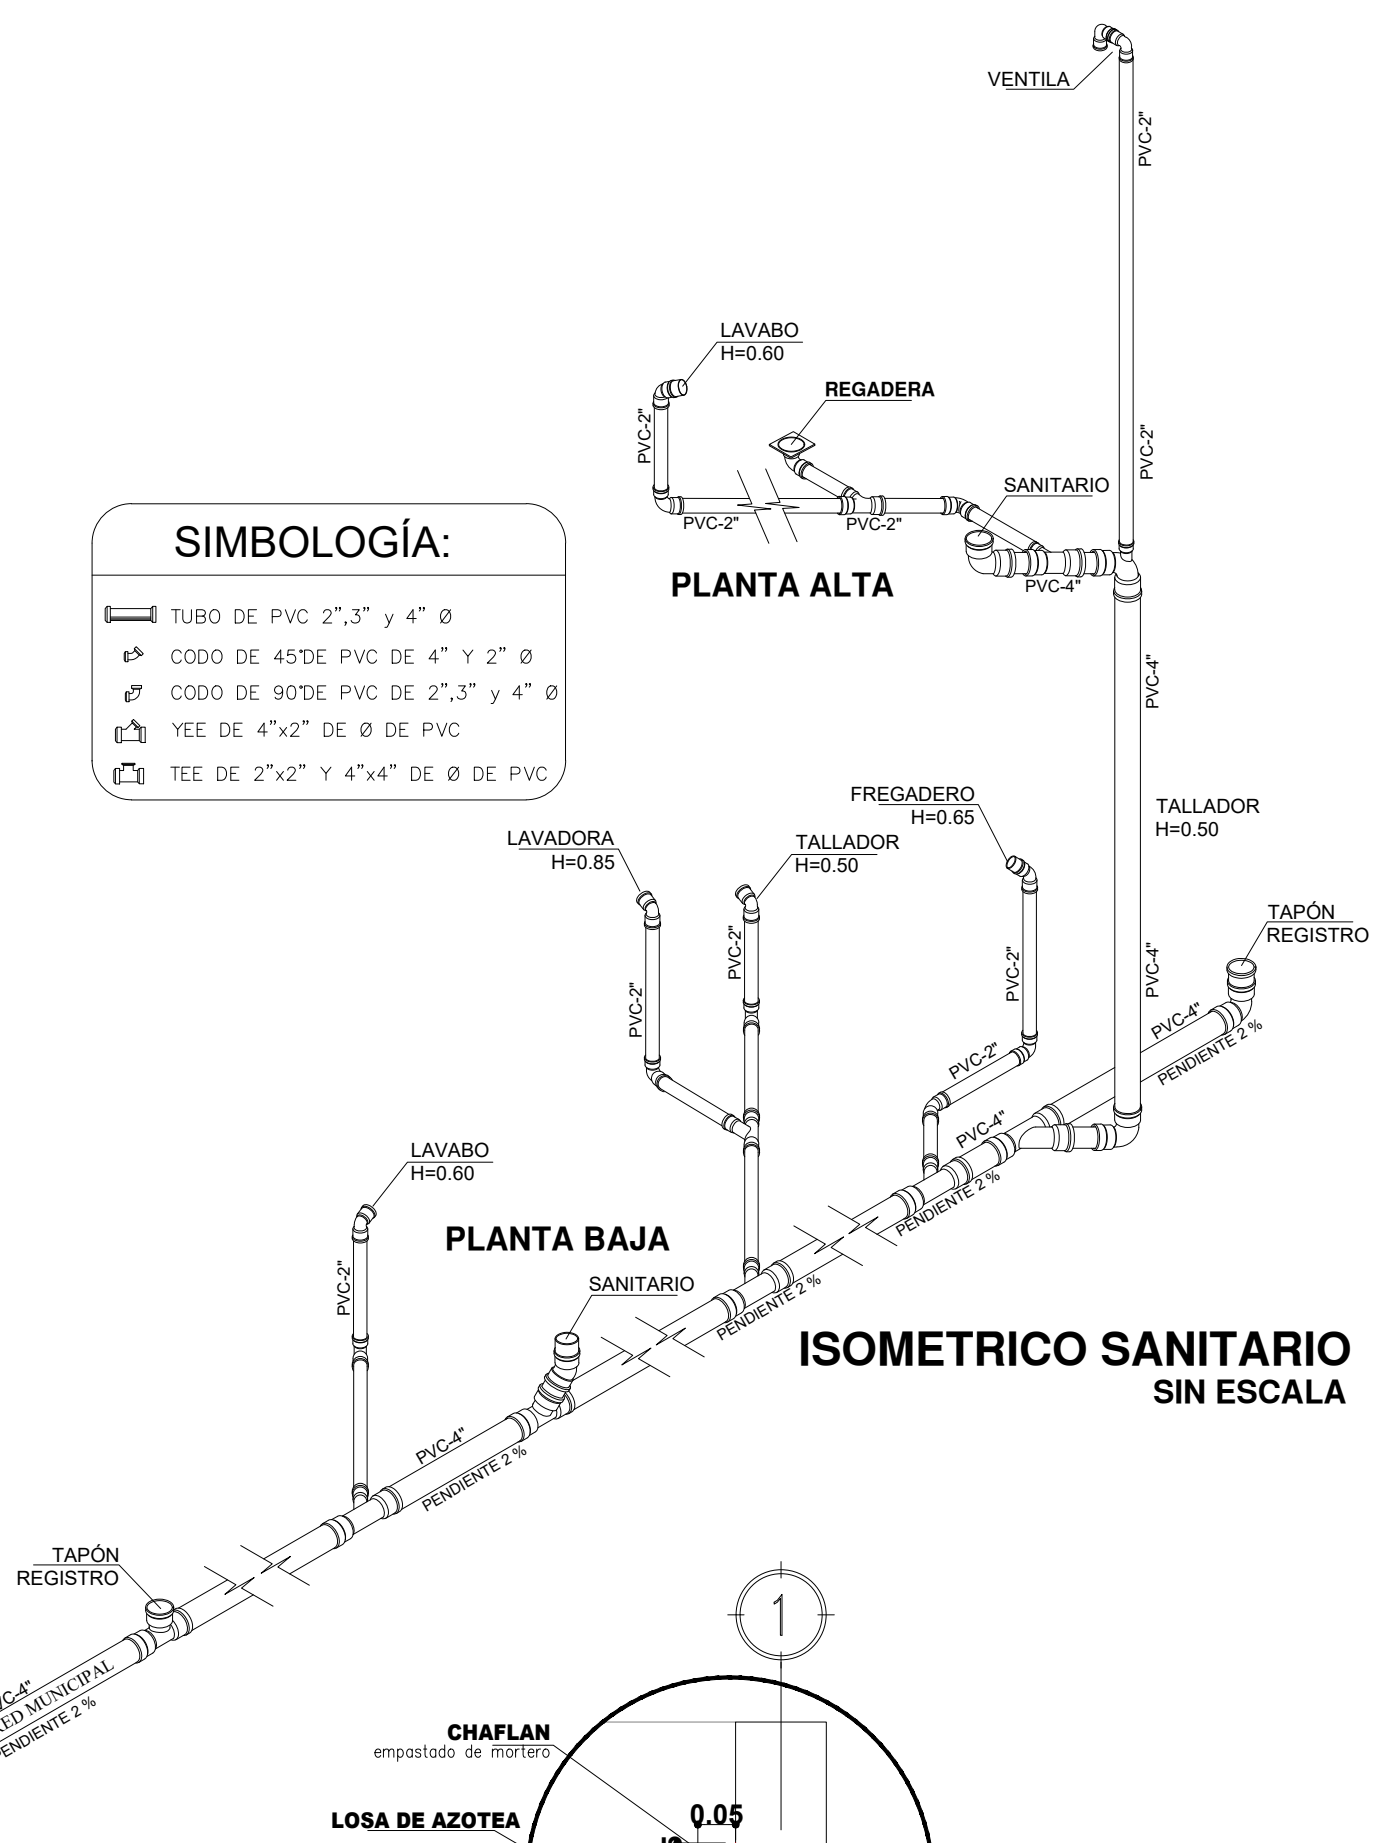 VENTILA
PVC-2"
LAVABO
H=0.60
REGADERA
PVC-2"
PVC-2"
SANITARIO
PVC-2"
PVC-2"
PLANTA ALTA
PVC-4"
SIMBOLOGÍA:
TUBO DE PVC 2",3" y 4" Ø
CODO DE 45°DE PVC DE 4" Y 2" Ø
CODO DE 90°DE PVC DE 2",3" y 4" Ø
YEE DE 4"x2" DE Ø DE PVC
TEE DE 2"x2" Y 4"x4" DE Ø DE PVC
PVC-4"
FREGADERO
H=0.65
TALLADOR
H=0.50
LAVADORA
H=0.85
TALLADOR
H=0.50
TAPÓN
REGISTRO
PVC-2"
PVC-2"
PVC-2"
PVC-4"
PVC-4"
PENDIENTE 2 %
PVC-2"
PVC-4"
PENDIENTE 2 %
LAVABO
H=0.60
PLANTA BAJA
PVC-2"
SANITARIO
PENDIENTE 2 %
ISOMETRICO SANITARIO
SIN ESCALA
PVC-4"
PENDIENTE 2 %
TAPÓN
REGISTRO
1
C-4"
RED MUNICIPAL
PENDIENTE 2 %
CHAFLAN
empastado de mortero
LOSA DE AZOTEA
0.05